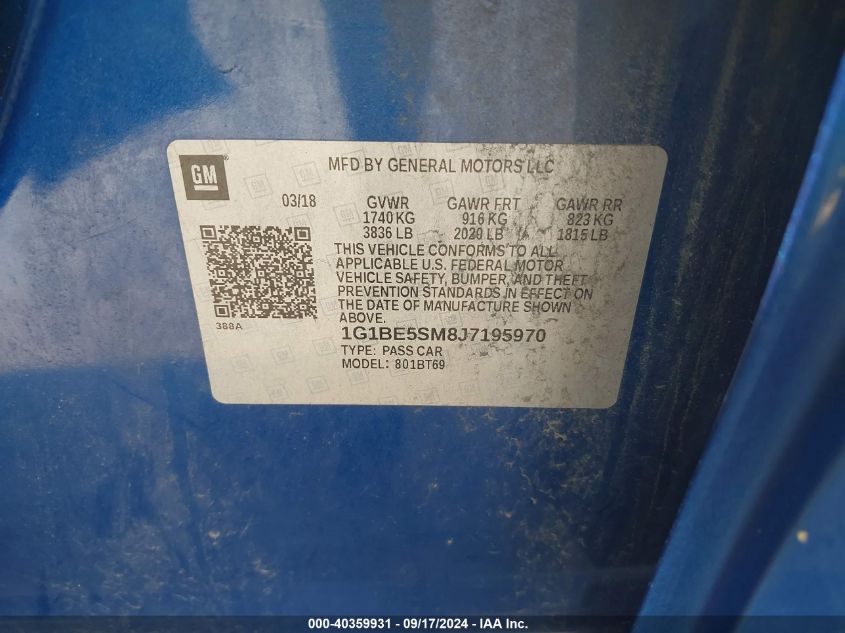 GM
MFD BY GENERAL MOTORS LLC
03/18 GVWR GAWR FRT GAWR RR
1740 KG 916 KG 823 KG
3836 LB 2020 LB 1815 LB
THIS VEHICLE CONFORMS TO ALL
APPLICABLE U.S. FEDERAL MOTOR
VEHICLE SAFETY, BUMPER, AND THEFT
PREVENTION STANDARDS IN EFFECT ON
THE DATE OF MANUFACTURE SHOWN
ABOVE.
388A
1G1BE5SM8J7195970
TYPE: PASS CAR
MODEL: 801BT69
000-40359931 - 09/17/2024 - IAA Inc.